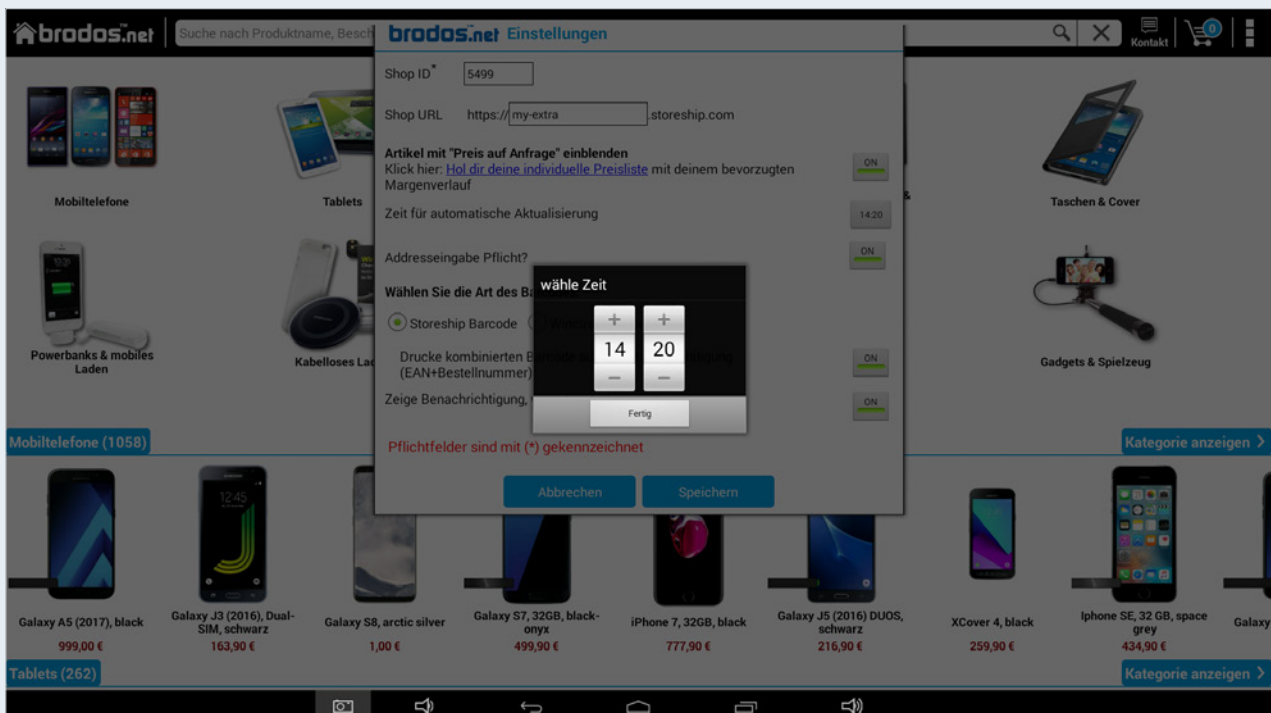 brodos.net
Suche nach Produktname, Besch
Kontakt
0
brodos.net Einstellungen
Shop ID*
5499
Shop URL
https://
my-extra
.storeship.com
Artikel mit "Preis auf Anfrage" einblenden
Klick hier: Hol dir deine individuelle Preisliste mit deinem bevorzugten
Margenverlauf
ON
Zeit für automatische Aktualisierung
14:20
Addresseingabe Pflicht?
ON
Wählen Sie die Art des
Storeship Barcode
Drucke kombinierten
(EAN+Bestellnummer)
ON
Zeige Benachrichtigung,
ON
Pflichtfelder sind mit (*) gekennzeichnet
Abbrechen
Speichern
wähle Zeit
+ +
14 20
− −
Fertig
Mobiltelefone
Tablets
&
Taschen & Cover
Powerbanks & mobiles
Laden
Kabelloses
Gadgets & Spielzeug
Mobiltelefone (1058)
Kategorie anzeigen >
12:45
Galaxy A5 (2017), black
999,00 €
Galaxy J3 (2016), Dual-
SIM, schwarz
163,90 €
Galaxy S8, arctic silver
1,00 €
Galaxy S7, 32GB, black-
onyx
499,90 €
iPhone 7, 32GB, black
777,90 €
Galaxy J5 (2016) DUOS,
schwarz
216,90 €
XCover 4, black
259,90 €
Iphone SE, 32 GB, space
grey
434,90 €
Galaxy
Tablets (262)
Kategorie anzeigen >